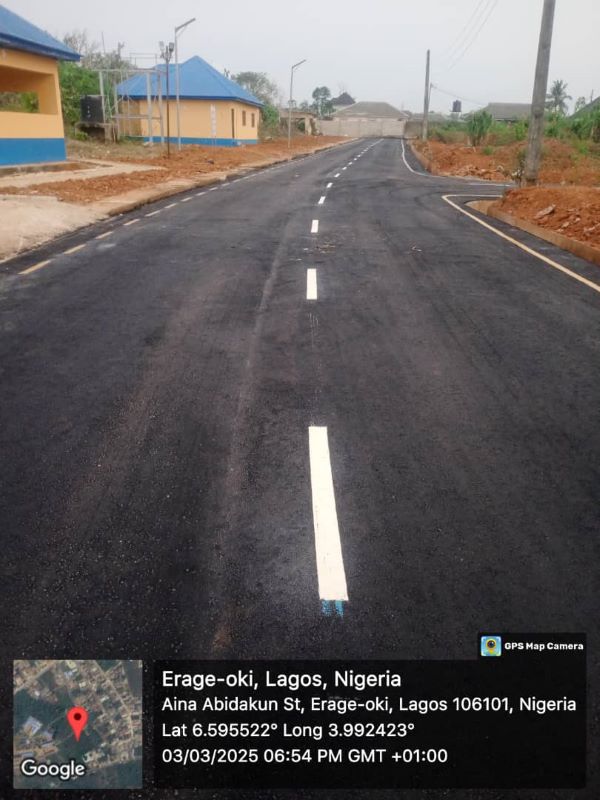 GPS Map Camera
Erage-oki, Lagos, Nigeria
Aina Abidakun St, Erage-oki, Lagos 106101, Nigeria
Lat 6.595522° Long 3.992423°
03/03/2025 06:54 PM GMT +01:00
Google